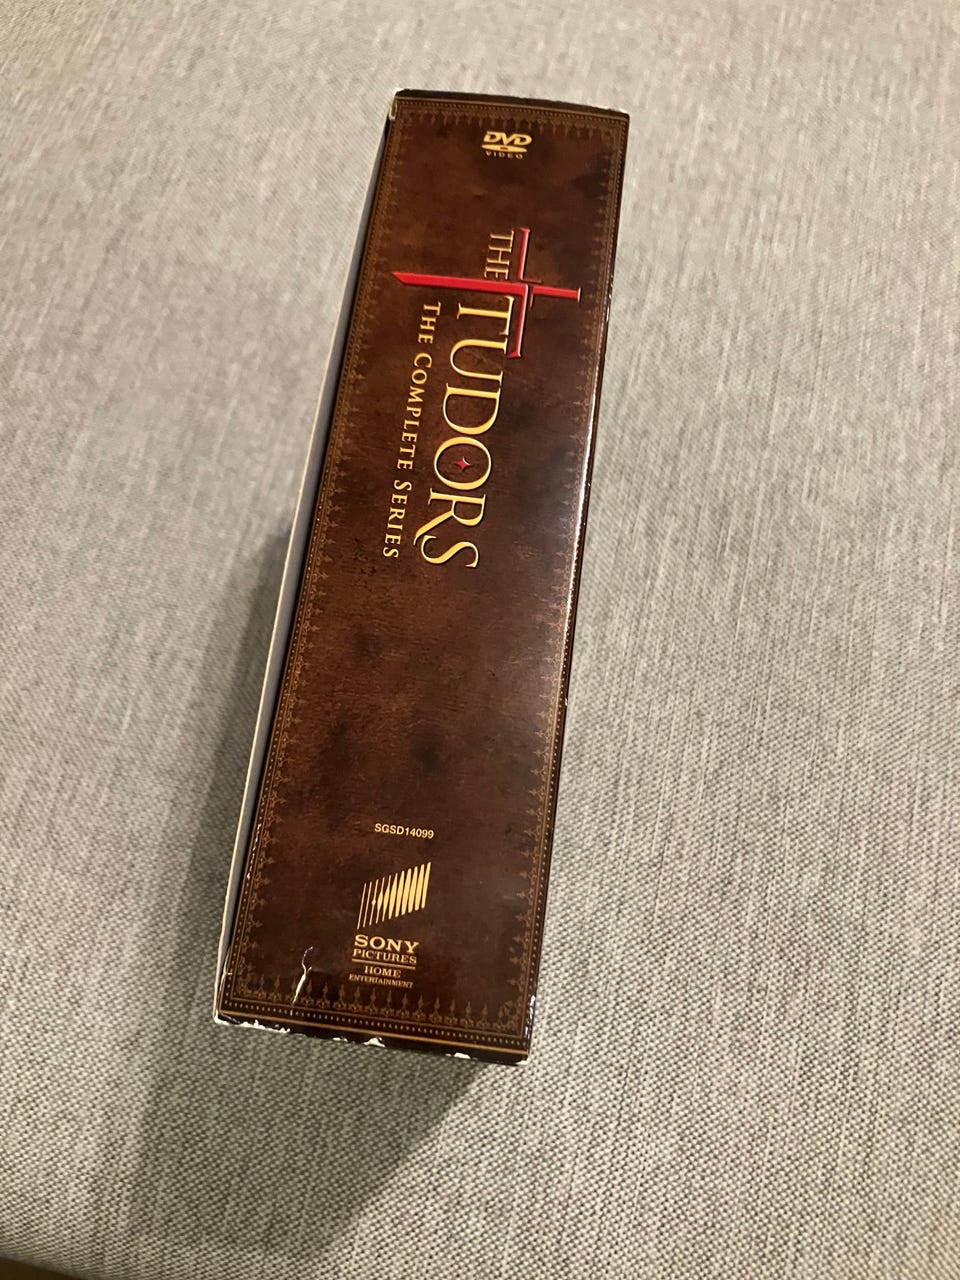 DVD
VIDEO
THE
TUDORS
THE COMPLETE SERIES
SGSD14099
SONY
PICTURES
HOME
ENTERTAINMENT